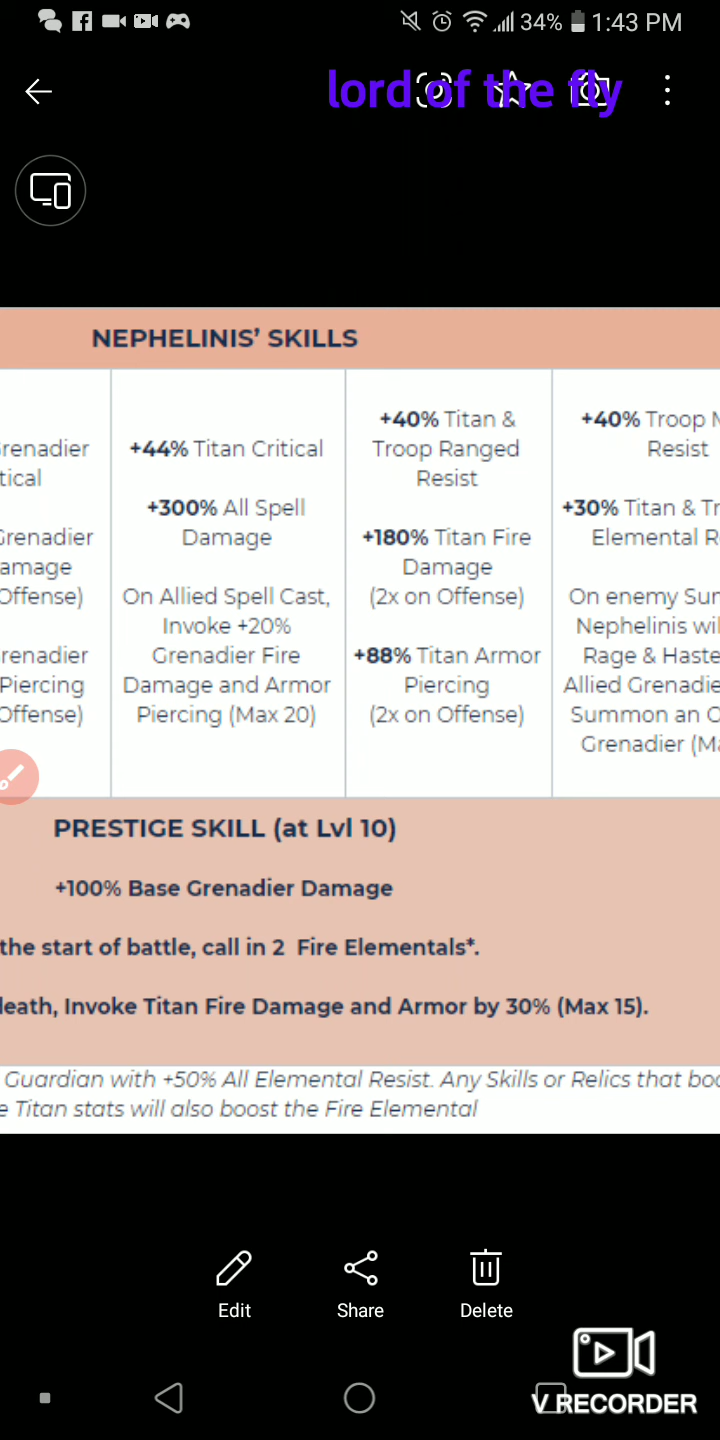 34% 1:43 PM
lord of the fly
NEPHELINIS' SKILLS
renadier
tical
Grenadier
amage
Offense)
renadier
Piercing
Offense)
+44% Titan Critical
+300% All Spell
Damage
On Allied Spell Cast,
Invoke +20%
Grenadier Fire
Damage and Armor
Piercing (Max 20)
+40% Titan &
Troop Ranged
Resist
+180% Titan Fire
Damage
(2x on Offense)
+88% Titan Armor
Piercing
(2x on Offense)
+40% Troop M
Resist
+30% Titan & Tr
Elemental R
On enemy Sum
Nephelinis wil
Rage & Haste
Allied Grenadie
Summon an O
Grenadier (Ma
PRESTIGE SKILL (at Lvl 10)
+100% Base Grenadier Damage
the start of battle, call in 2 Fire Elementals*.
death, Invoke Titan Fire Damage and Armor by 30% (Max 15).
Guardian with +50% All Elemental Resist. Any Skills or Relics that boo
e Titan stats will also boost the Fire Elemental
Edit Share Delete
V RECORDER